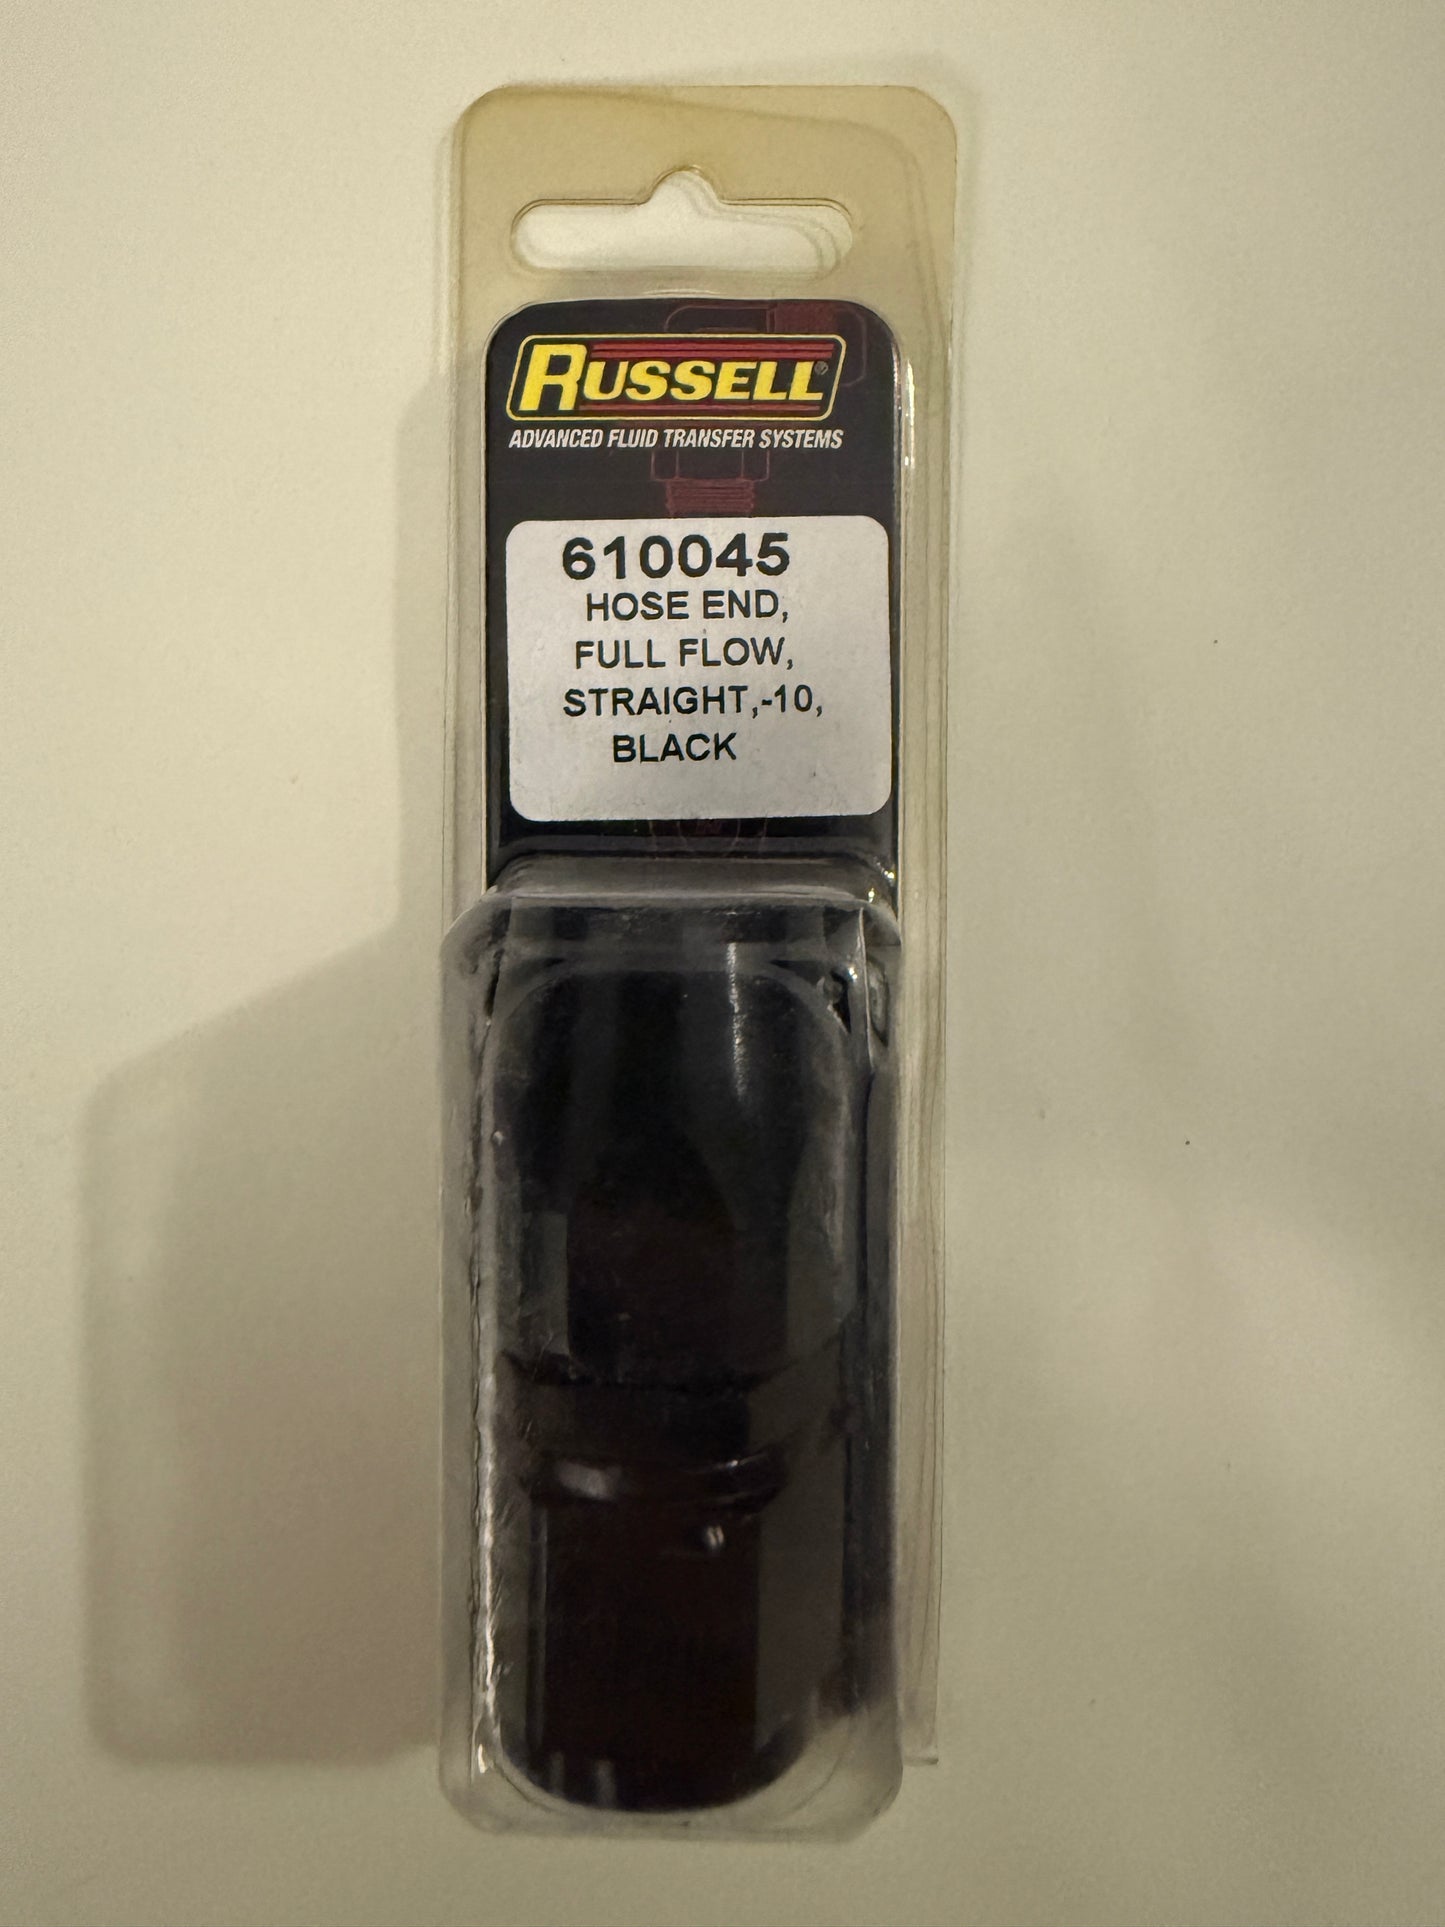 RUSSELL®
ADVANCED FLUID TRANSFER SYSTEMS
610045
HOSE END,
FULL FLOW,
STRAIGHT,-10,
BLACK